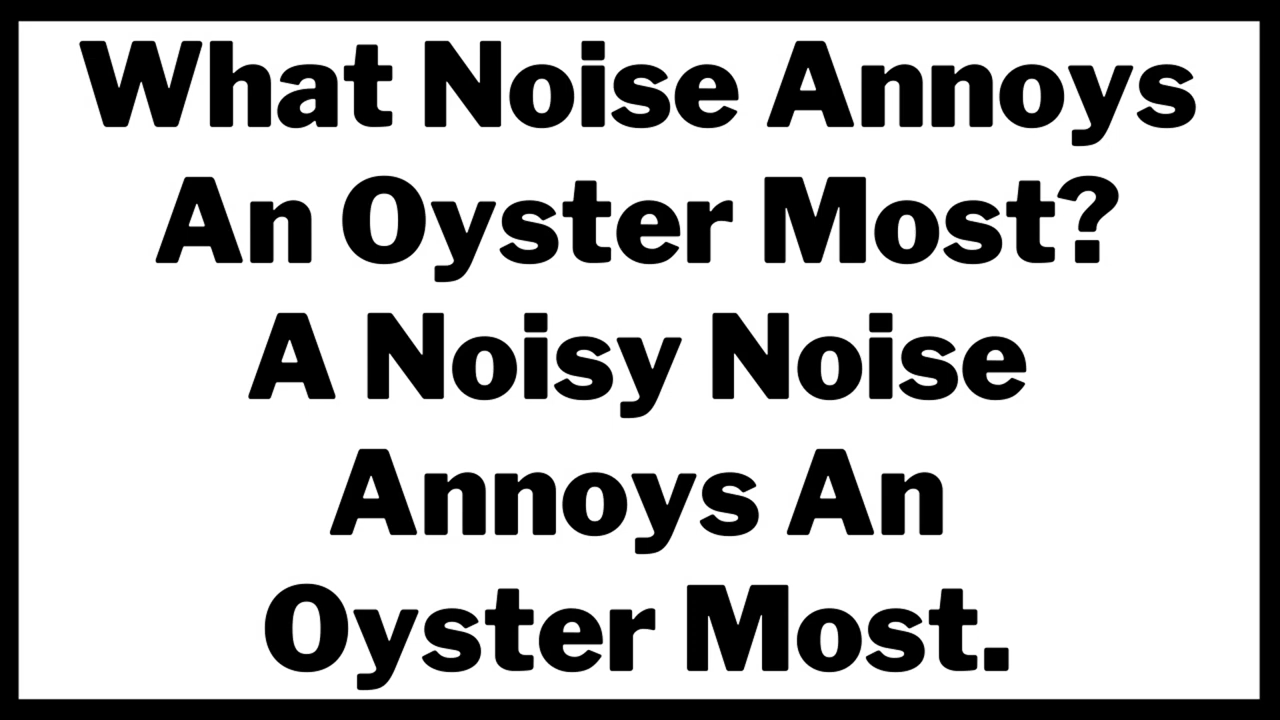 What Noise Annoys
An Oyster Most?
A Noisy Noise
Annoys An
Oyster Most.